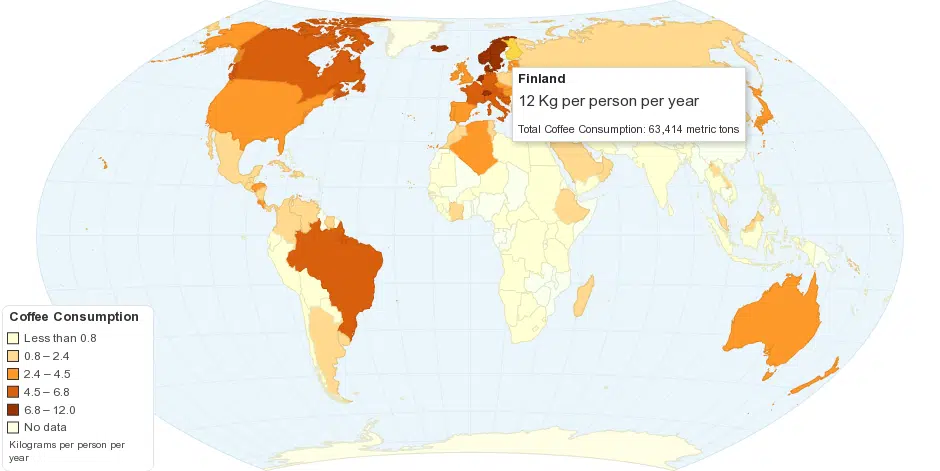 Finland
12 Kg per person per year
Total Coffee Consumption: 63,414 metric tons
Coffee Consumption
Less than 0.8
0.8 – 2.4
2.4 – 4.5
4.5 – 6.8
6.8 – 12.0
No data
Kilograms per person per
year